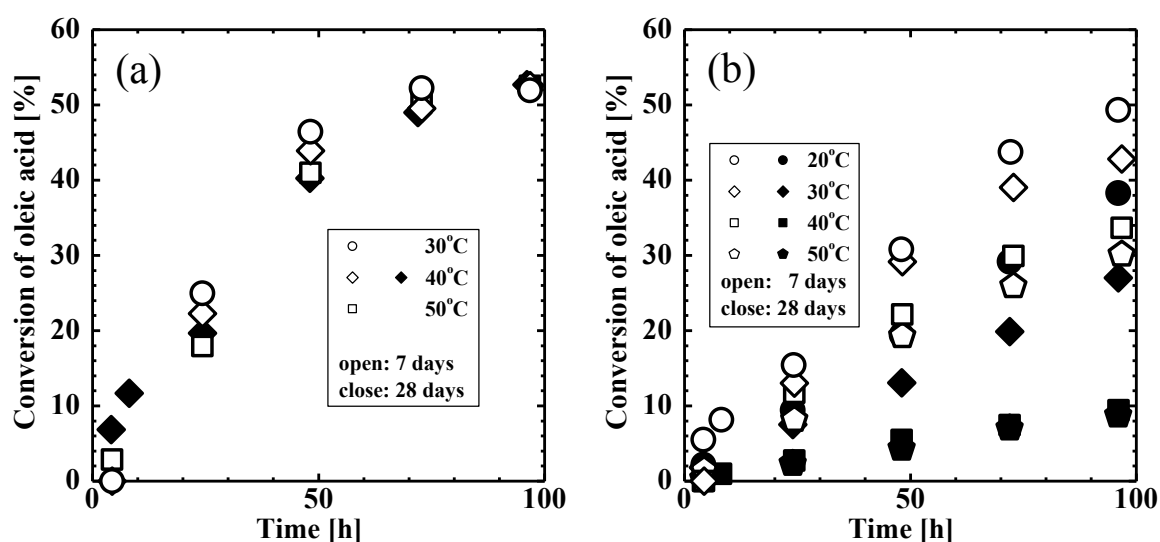 (a)
Conversion of oleic acid [%]
60
50
40
30
20
10
0
0 50 100
Time [h]
30°C
40°C
50°C
open: 7 days
close: 28 days
(b)
Conversion of oleic acid [%]
60
50
40
30
20
10
0
0 50 100
Time [h]
20°C
30°C
40°C
50°C
open: 7 days
close: 28 days